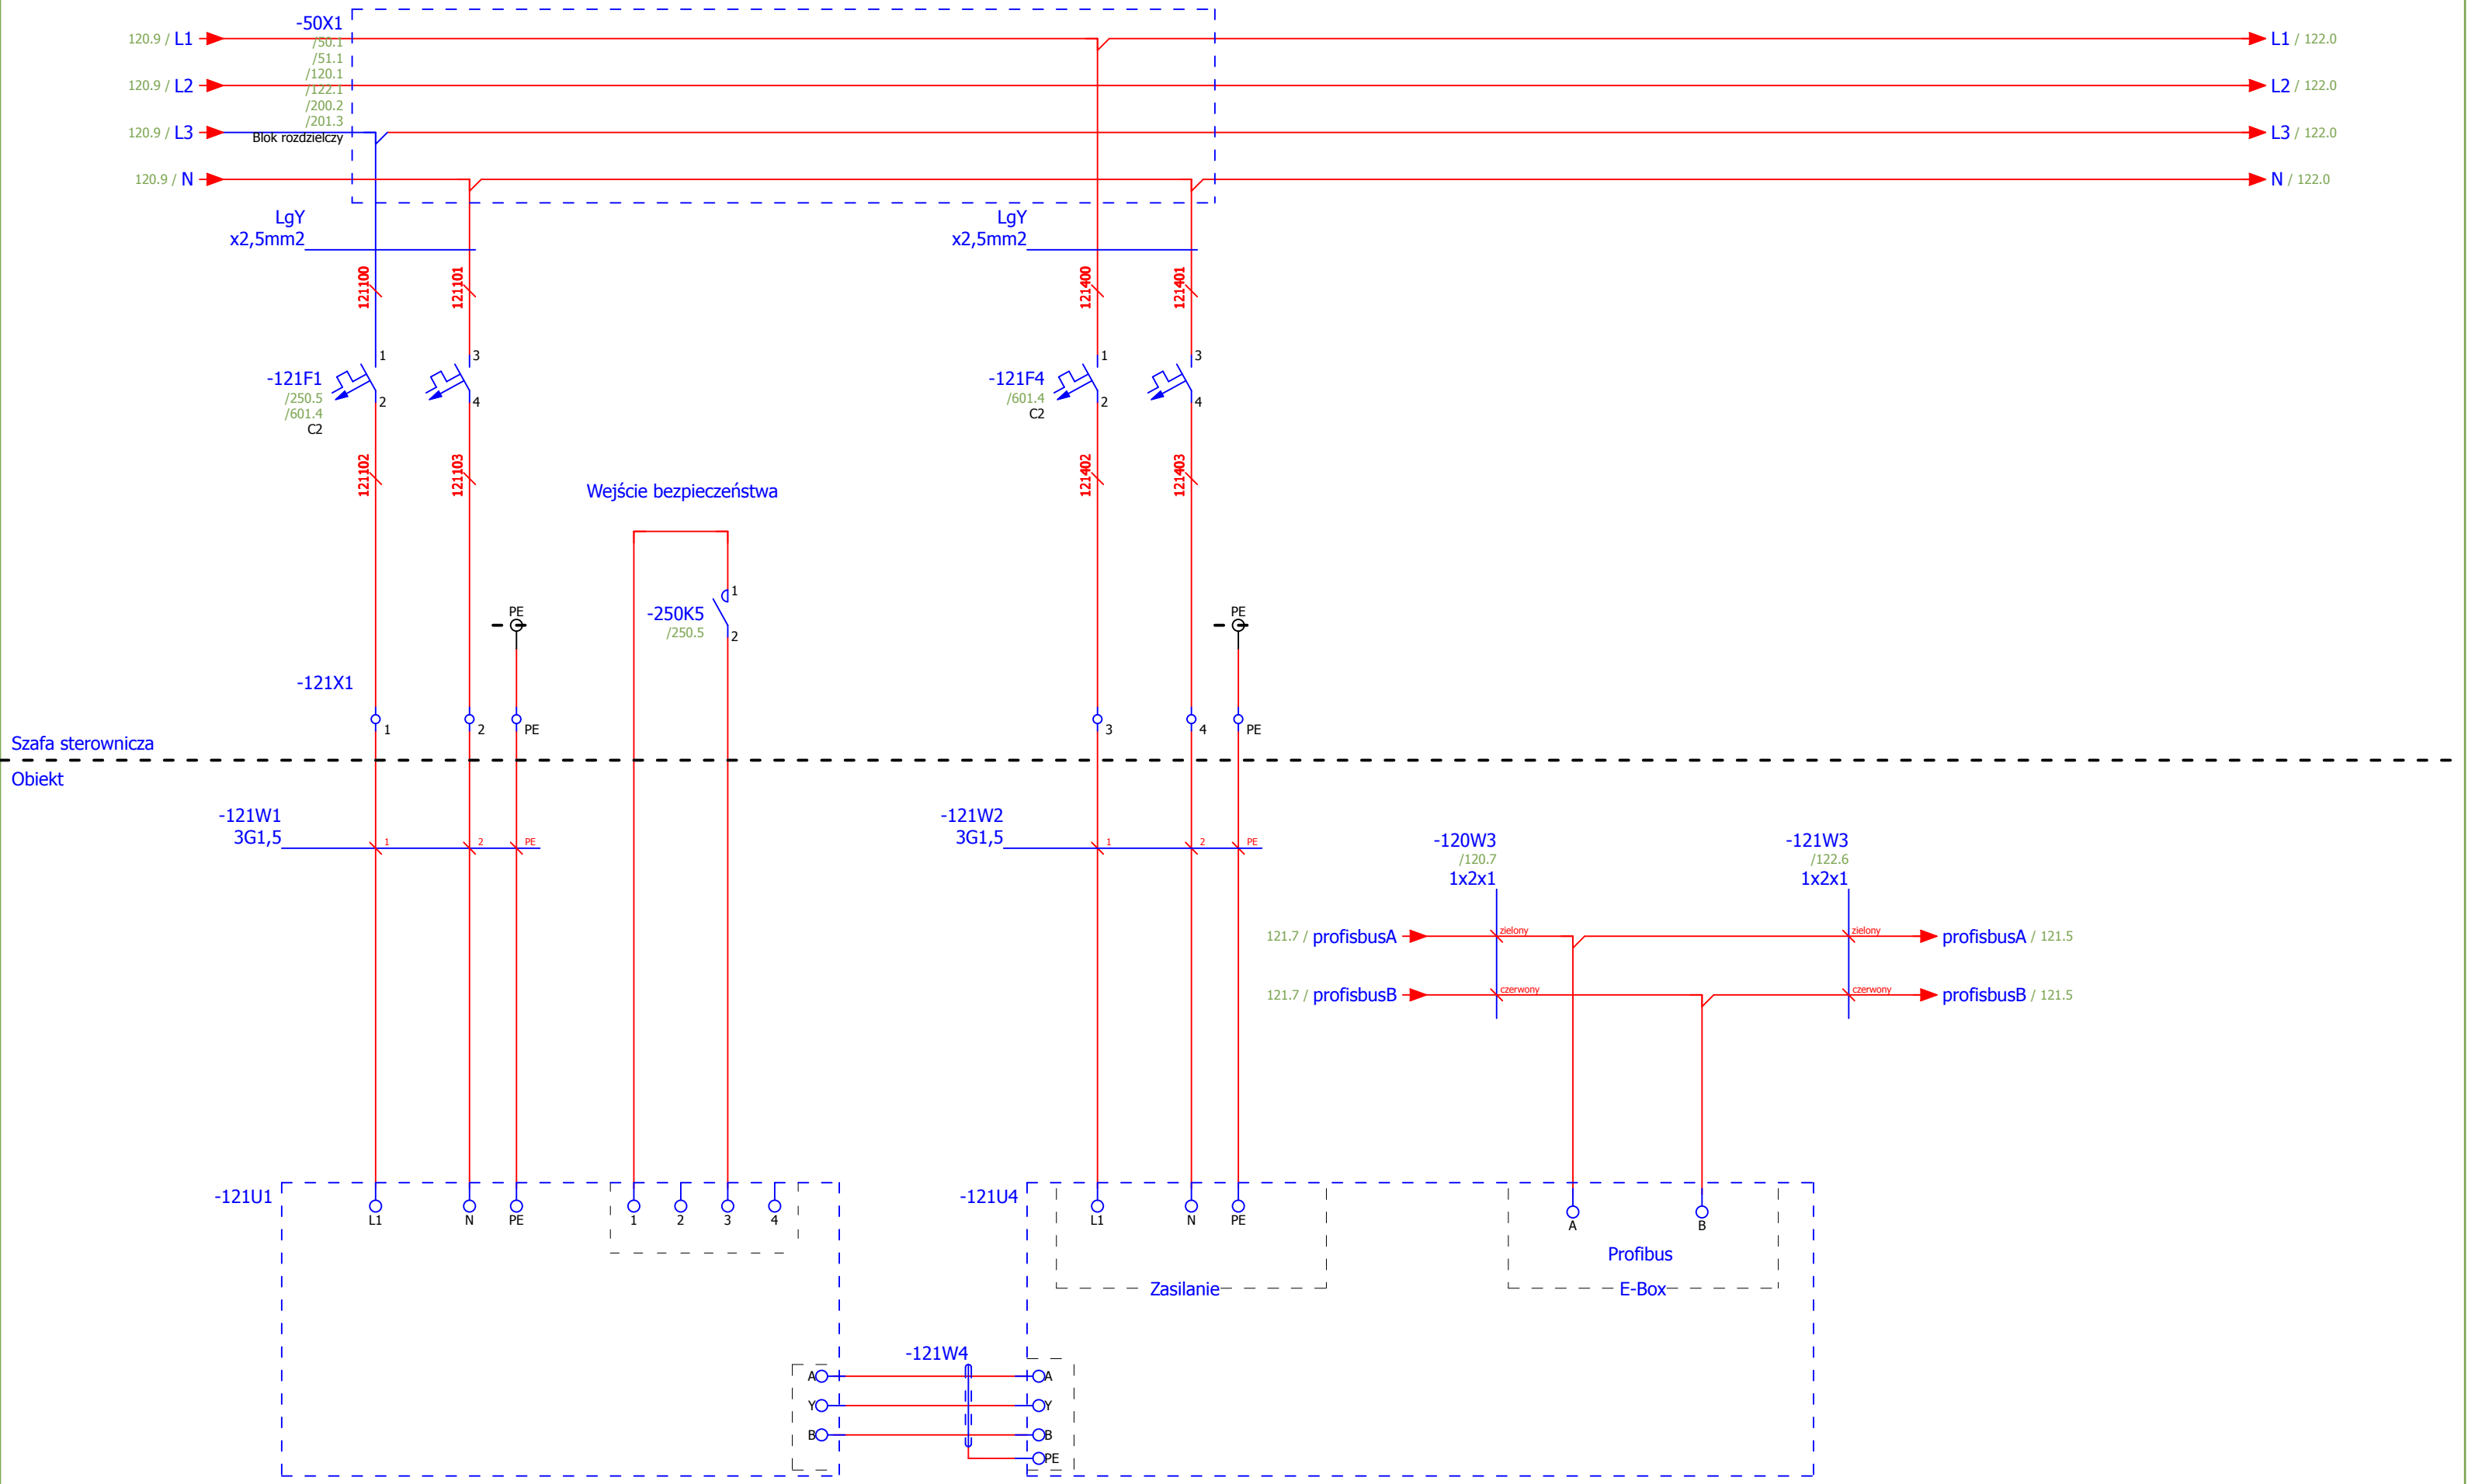 -50X1
/50.1
/51.1
/120.1
/122.1
/200.2
/201.3
Blok rozdzielczy
120.9 / L1
L1 / 122.0
120.9 / L2
L2 / 122.0
120.9 / L3
L3 / 122.0
120.9 / N
N / 122.0
LgY
x2,5mm2
LgY
x2,5mm2
121100
121101
121400
121401
-121F1
/250.5
/601.4
C2
1
2
3
4
-121F4
/601.4
C2
1
2
3
4
121102
121103
121402
121403
Wejście bezpieczeństwa
-250K5
/250.5
1
2
PE
PE
-121X1
1
2
PE
3
4
PE
Szafa sterownicza
Obiekt
-121W1
3G1,5
1
2
PE
-121W2
3G1,5
1
2
PE
-120W3
/120.7
1x2x1
-121W3
/122.6
1x2x1
121.7 / profisbusA
zielony
zielony
profisbusA / 121.5
121.7 / profisbusB
czerwony
czerwony
profisbusB / 121.5
-121U1
L1
N
PE
1
2
3
4
-121U4
L1
N
PE
Zasilanie
A
B
Profibus
E-Box
-121W4
A
Y
B
A
Y
B
PE